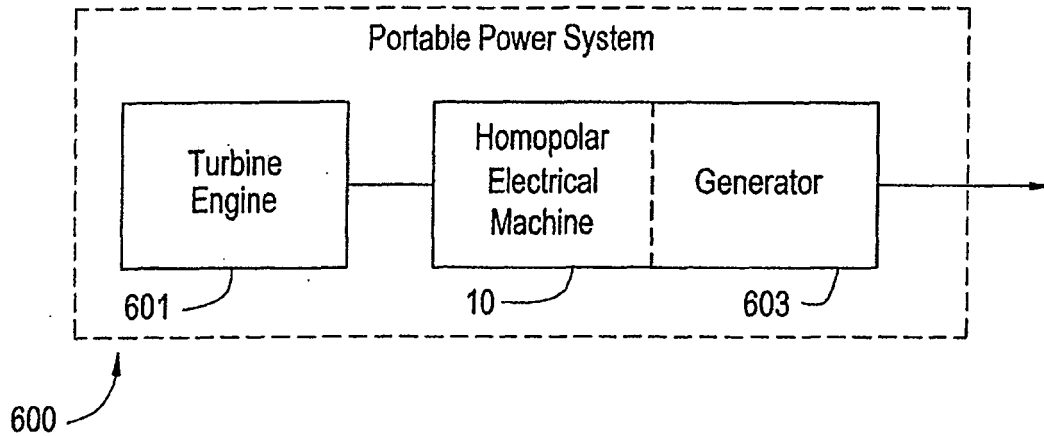 Portable Power System
Turbine
Engine
Homopolar
Electrical
Machine
Generator
601
10
603
600